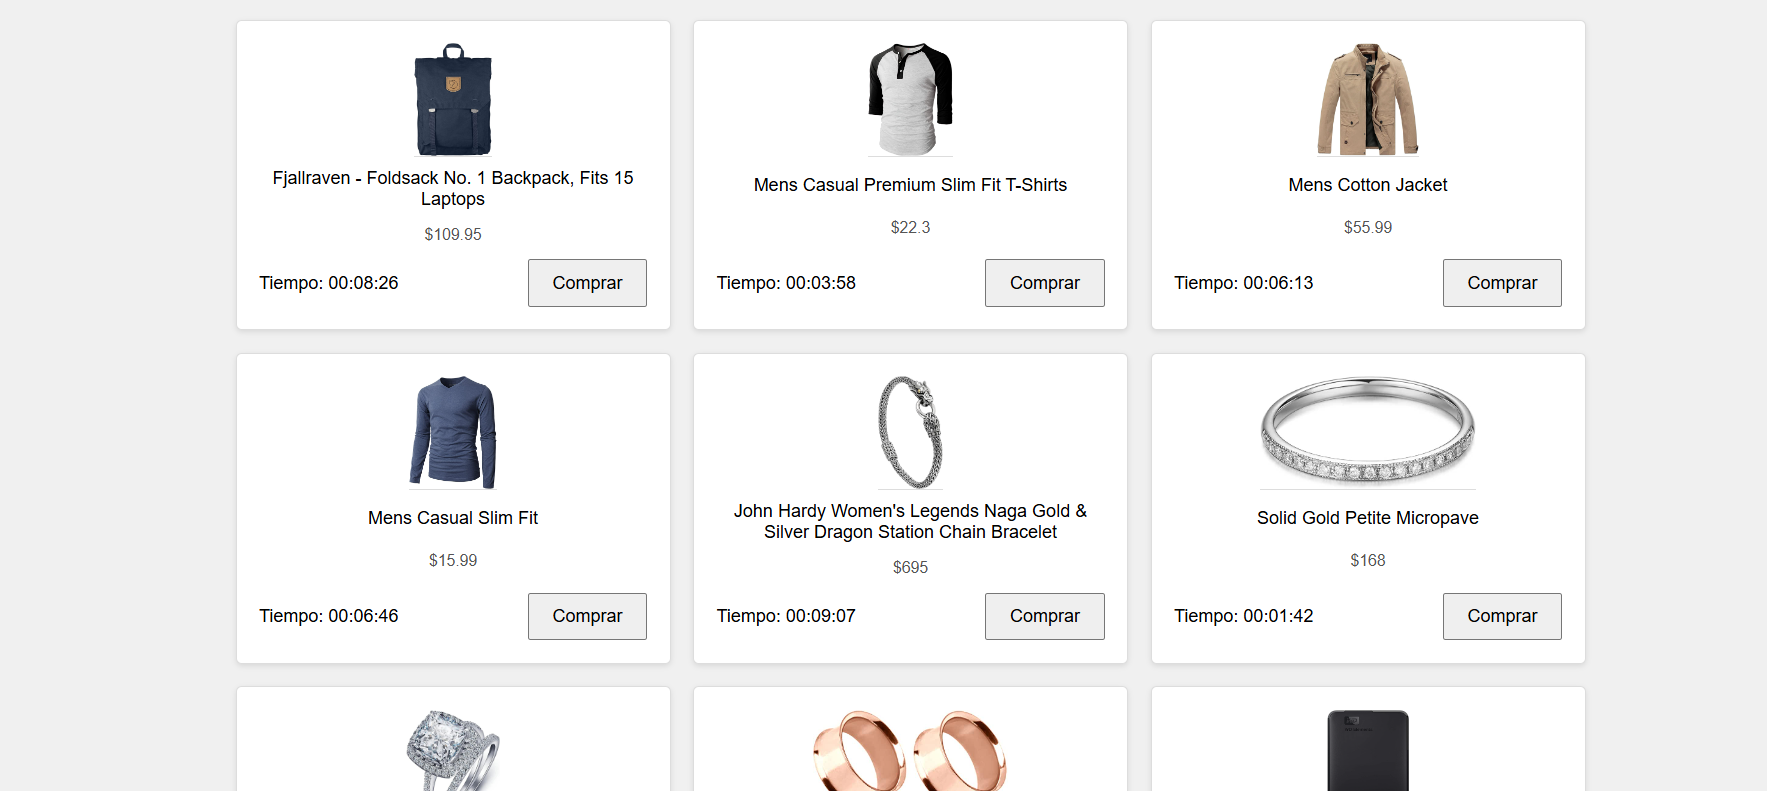 Fjallraven - Foldsack No. 1 Backpack, Fits 15
Laptops
$109.95
Tiempo: 00:08:26
Comprar
Mens Casual Premium Slim Fit T-Shirts
$22.3
Tiempo: 00:03:58
Comprar
Mens Cotton Jacket
$55.99
Tiempo: 00:06:13
Comprar
Mens Casual Slim Fit
$15.99
Tiempo: 00:06:46
Comprar
John Hardy Women's Legends Naga Gold &
Silver Dragon Station Chain Bracelet
$695
Tiempo: 00:09:07
Comprar
Solid Gold Petite Micropave
$168
Tiempo: 00:01:42
Comprar